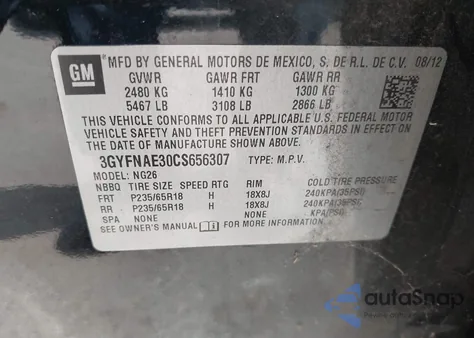 GM
MFD BY GENERAL MOTORS DE MEXICO, S. DE R.L. DE C.V. 08/12
GVWR GAWR FRT GAWR RR
2480 KG 1410 KG 1300 KG
5467 LB 3108 LB 2866 LB
THIS VEHICLE CONFORMS TO ALL APPLICABLE U.S. FEDERAL MOTOR
VEHICLE SAFETY AND THEFT PREVENTION STANDARDS IN EFFECT ON
THE DATE OF MANUFACTURE SHOWN ABOVE.
3GYFNAE30CS656307 TYPE: M.P.V.
MODEL: NG26
NBBQ TIRE SIZE SPEED RTG RIM COLD TIRE PRESSURE
FRT P235/65R18 H 18X8J 240KPA(35PSI)
RR P235/65R18 H 18X8J 240KPA(35PSI)
SPA NONE NONE KPA(PSI)
SEE OWNER'S MANUAL FOR MORE INFORMATION
autoSnap